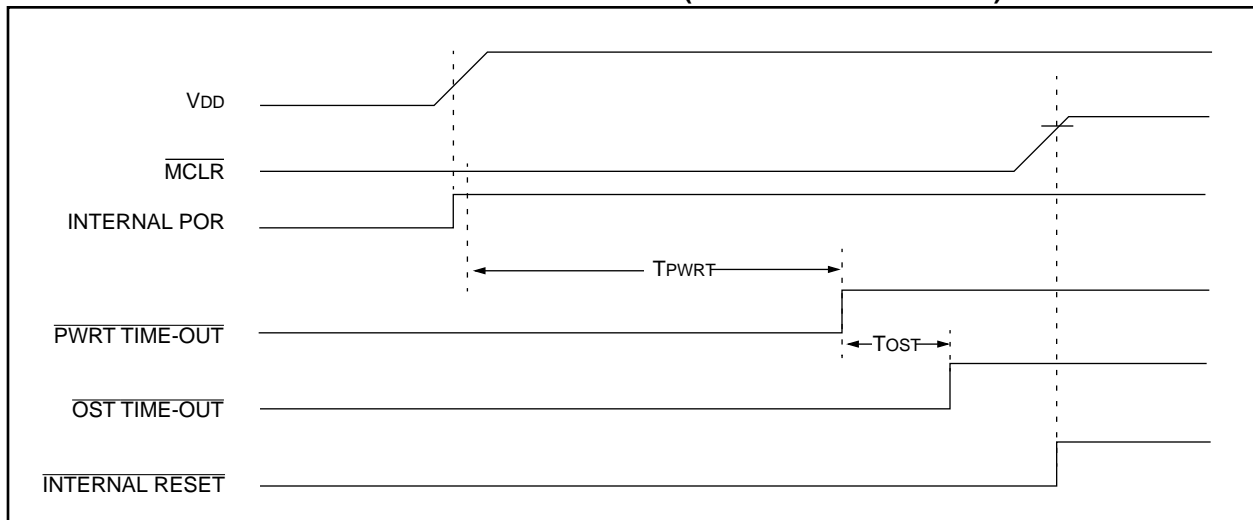 VDD
MCLR
INTERNAL POR
TPWRT
PWRT TIME-OUT
TOST
OST TIME-OUT
INTERNAL RESET